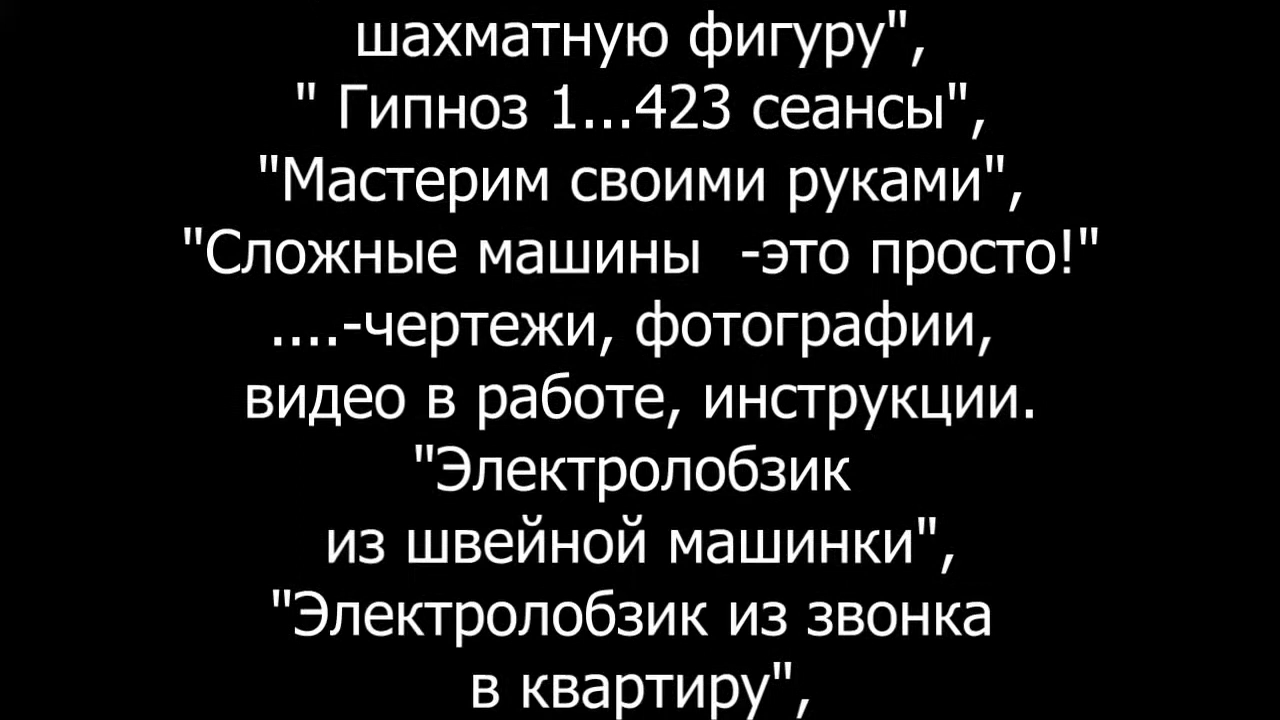 шахматную фигуру",
" Гипноз 1...423 сеансы",
"Мастерим своими руками",
"Сложные машины  -это просто!"
....-чертежи, фотографии,
видео в работе, инструкции.
"Электролобзик
из швейной машинки",
"Электролобзик из звонка
в квартиру",